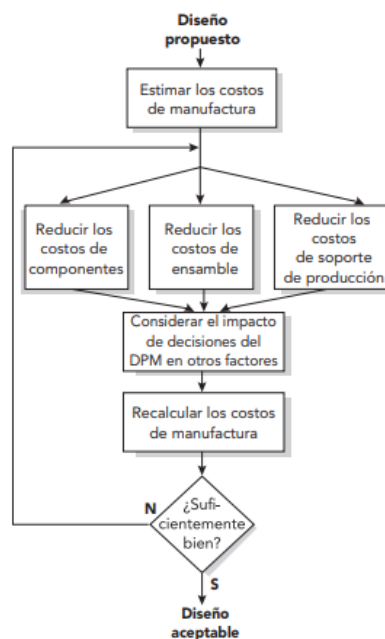 Diseño
propuesto
Estimar los costos
de manufactura
Reducir los
costos de
componentes
Reducir los
costos de
ensamble
Reducir los
costos
de soporte
de producción
Considerar el impacto
de decisiones del
DPM en otros factores
Recalcular los costos
de manufactura
N
¿Sufi-
cientemente
bien?
S
Diseño
aceptable